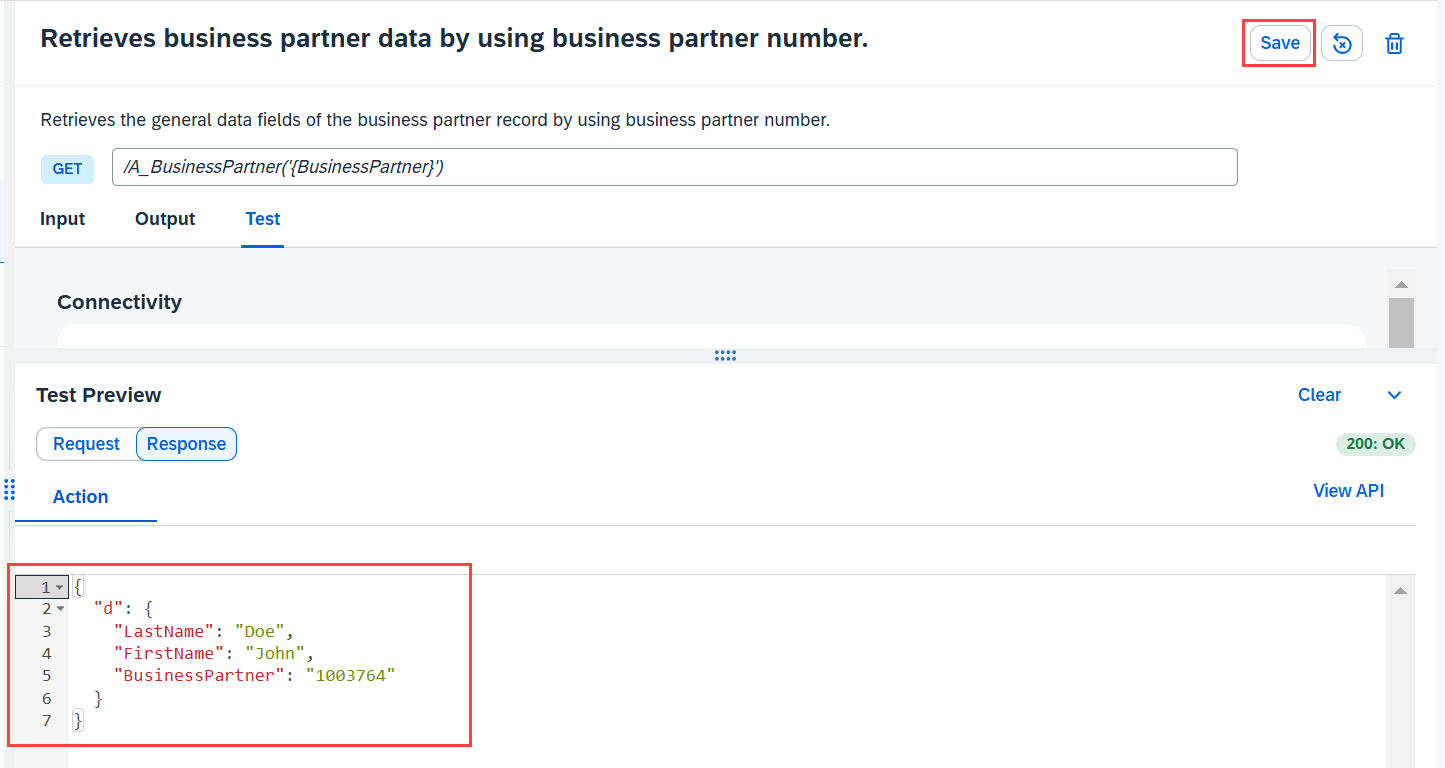 Retrieves business partner data by using business partner number.
Save
Retrieves the general data fields of the business partner record by using business partner number.
GET /A_BusinessPartner('{BusinessPartner}')
Input Output Test
Connectivity
Test Preview Clear
Request Response 200: OK
Action View API
1 {
2 "d": {
3 "LastName": "Doe",
4 "FirstName": "John",
5 "BusinessPartner": "1003764"
6 }
7 }